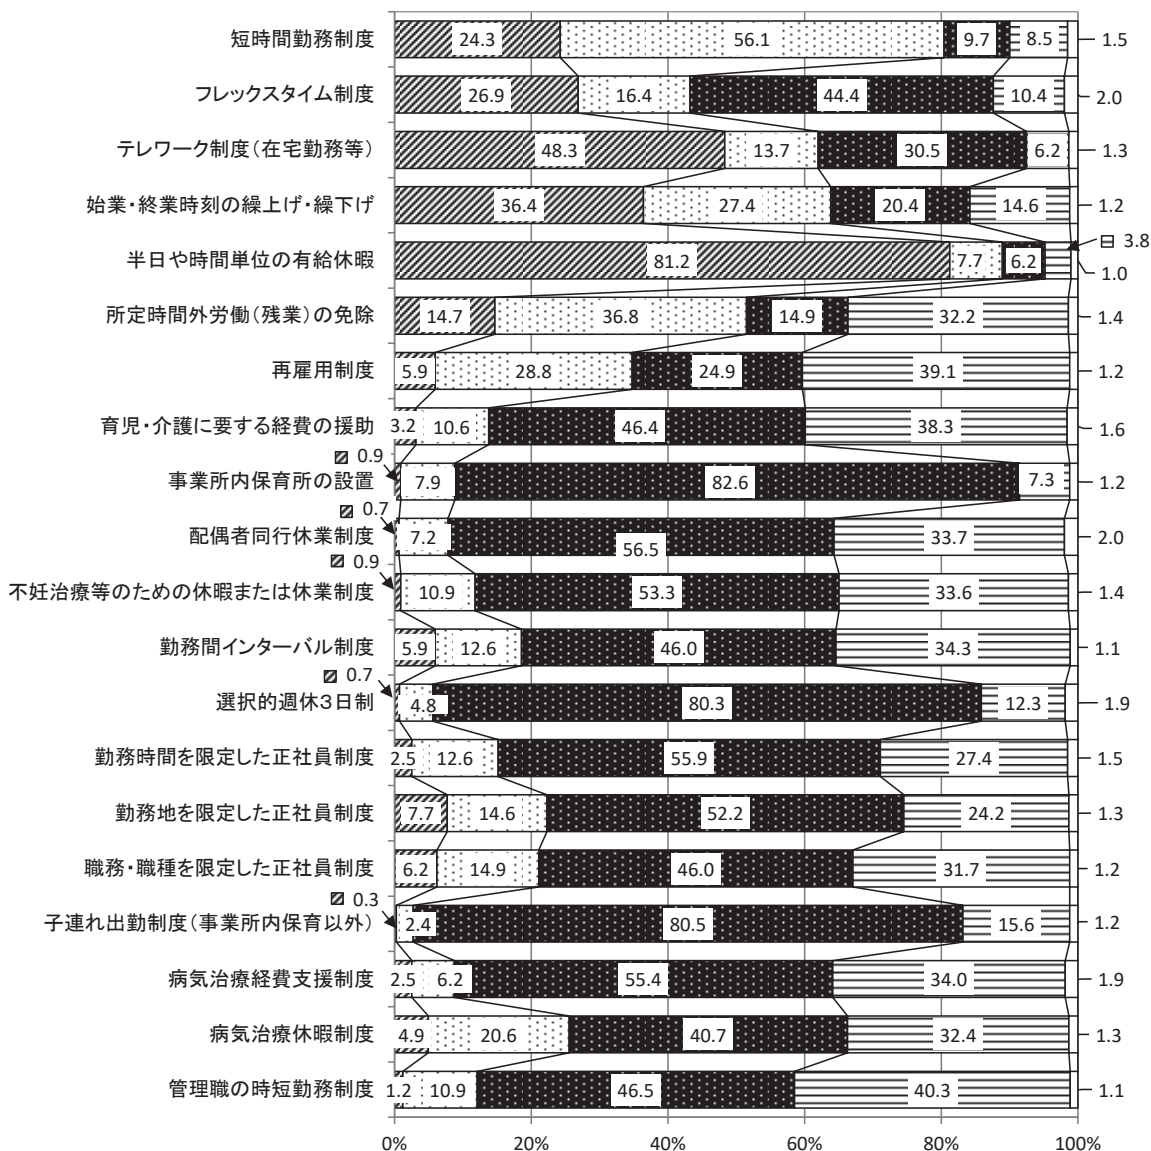 短時間勤務制度 24.3 56.1 9.7 8.5 1.5
フレックスタイム制度 26.9 16.4 44.4 10.4 2.0
テレワーク制度(在宅勤務等) 48.3 13.7 30.5 6.2 1.3
始業・終業時刻の繰上げ・繰下げ 36.4 27.4 20.4 14.6 1.2
3.8
半日や時間単位の有給休暇 81.2 7.7 6.2 1.0
所定時間外労働(残業)の免除 14.7 36.8 14.9 32.2 1.4
再雇用制度 5.9 28.8 24.9 39.1 1.2
育児・介護に要する経費の援助 3.2 10.6 46.4 38.3 1.6
0.9
事業所内保育所の設置 7.9 82.6 7.3 1.2
0.7
配偶者同行休業制度 7.2 56.5 33.7 2.0
0.9
不妊治療等のための休暇または休業制度 10.9 53.3 33.6 1.4
勤務間インターバル制度 5.9 12.6 46.0 34.3 1.1
0.7
選択的週休3日制 4.8 80.3 12.3 1.9
勤務時間を限定した正社員制度 2.5 12.6 55.9 27.4 1.5
勤務地を限定した正社員制度 7.7 14.6 52.2 24.2 1.3
職務・職種を限定した正社員制度 6.2 14.9 46.0 31.7 1.2
0.3
子連れ出勤制度(事業所内保育以外) 2.4 80.5 15.6 1.2
病気治療経費支援制度 2.5 6.2 55.4 34.0 1.9
病気治療休暇制度 4.9 20.6 40.7 32.4 1.3
管理職の時短勤務制度 1.2 10.9 46.5 40.3 1.1
0% 20% 40% 60% 80% 100%